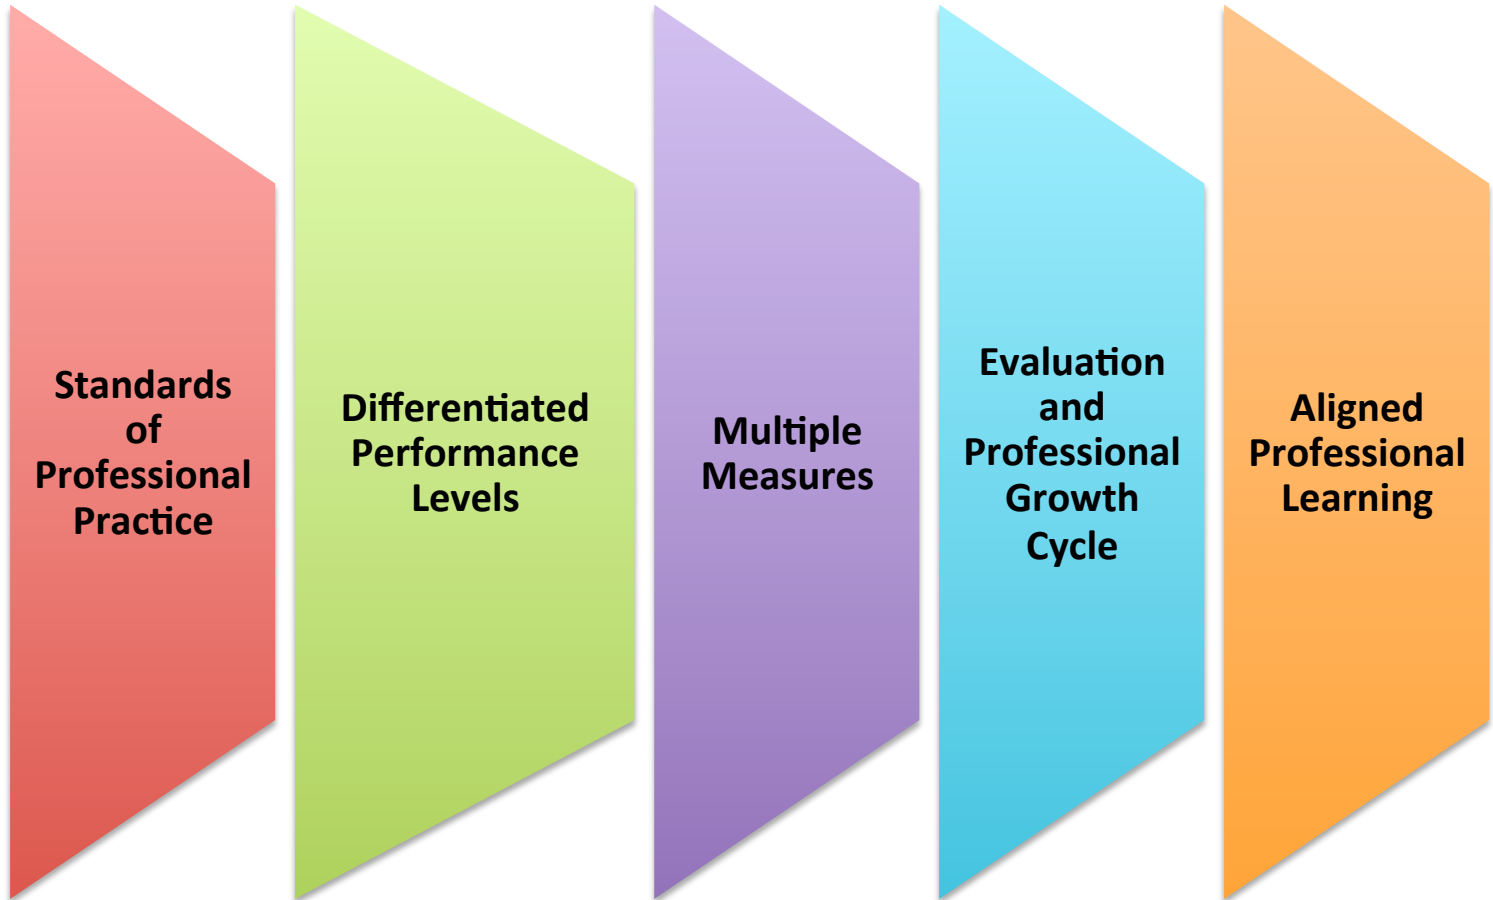 Standards
of
Professional
Practice
Differentiated
Performance
Levels
Multiple
Measures
Evaluation
and
Professional
Growth
Cycle
Aligned
Professional
Learning